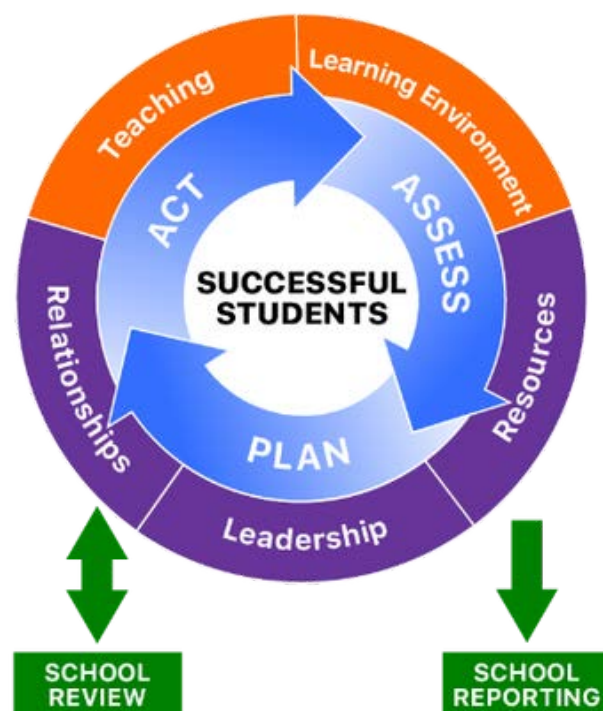 Teaching
Learning Environment
ACT
ASSESS
SUCCESSFUL
STUDENTS
Relationships
Resources
PLAN
Leadership
SCHOOL
REVIEW
SCHOOL
REPORTING